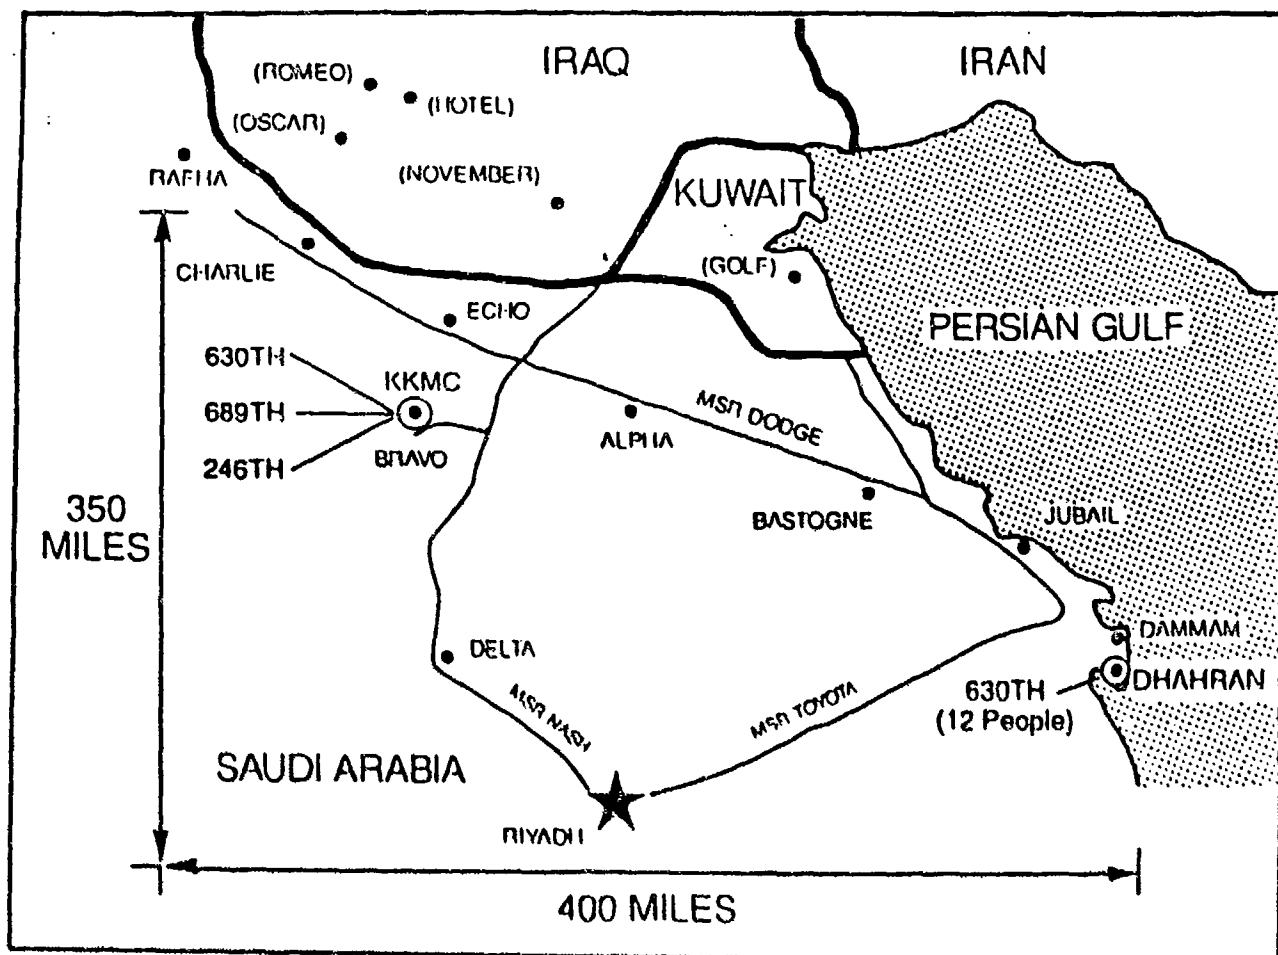 IRAQ
IRAN
(ROMEO)
(HOTEL)
(OSCAR)
RAFHA
(NOVEMBER)
KUWAIT
CHARLIE
(GOLF)
ECHO
PERSIAN GULF
630TH
KKMC
689TH
MSR DODGE
ALPHA
BRAVO
246TH
350
MILES
BASTOGNE
JUBAIL
DAMMAM
DELTA
DHAHRAN
630TH
(12 People)
MSR NASH
MSR TOYOTA
SAUDI ARABIA
RIYADH
400 MILES